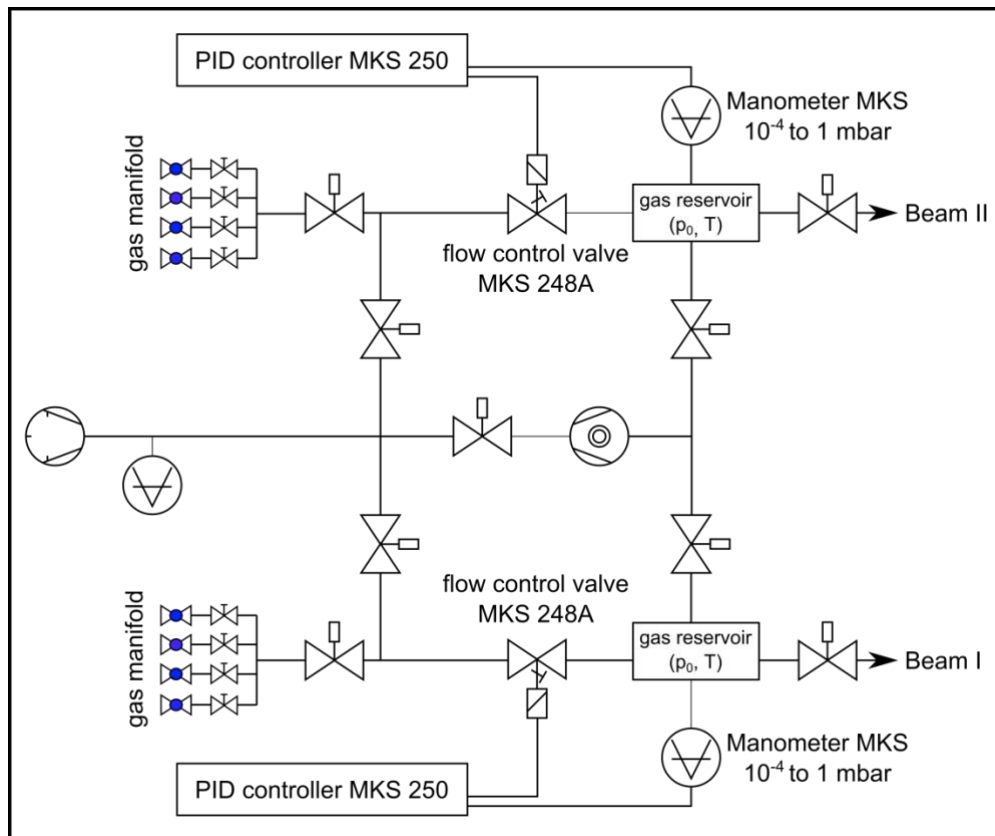 PID controller MKS 250
Manometer MKS
10⁻⁴ to 1 mbar
gas manifold
gas reservoir
(p₀, T)
Beam II
flow control valve
MKS 248A
flow control valve
MKS 248A
gas manifold
gas reservoir
(p₀, T)
Beam I
Manometer MKS
10⁻⁴ to 1 mbar
PID controller MKS 250